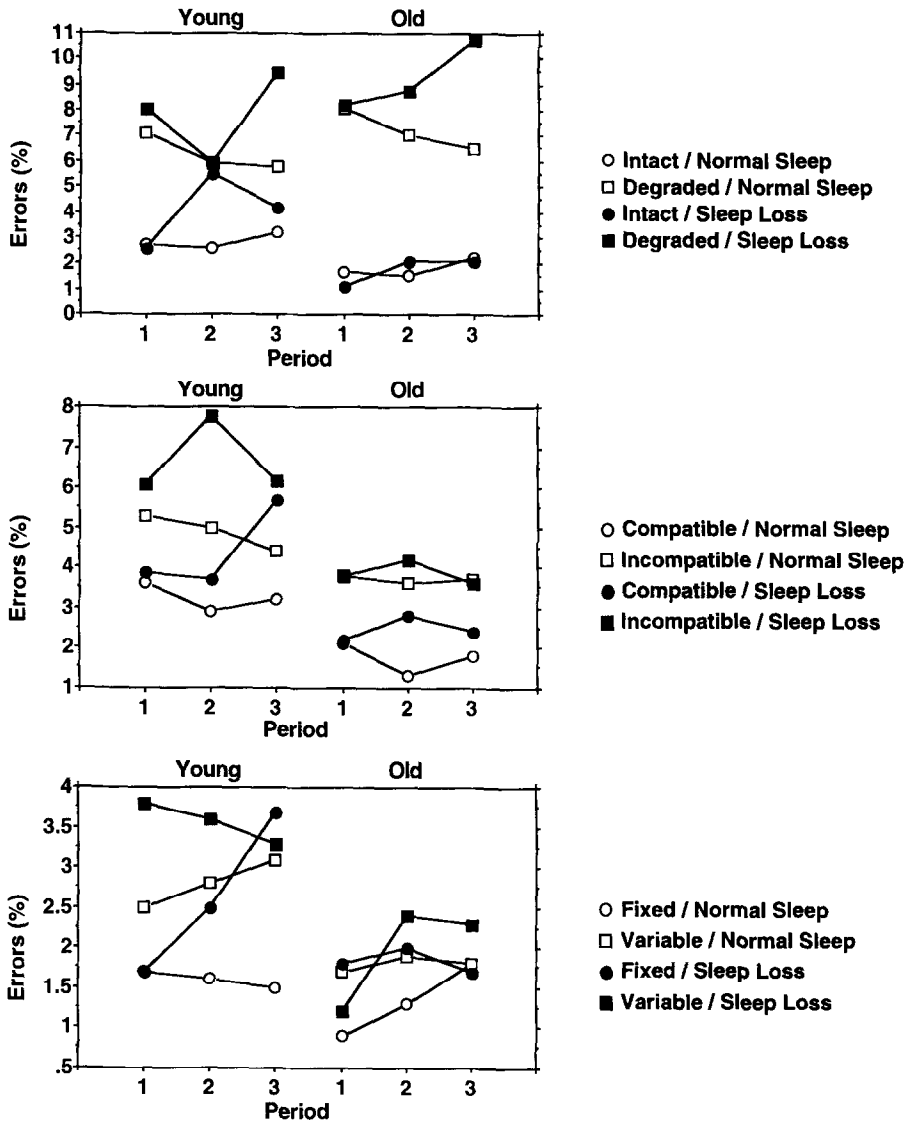 Young Old
11
10
9
8
7
6
5
4
3
2
1
0
Errors (%)
1 2 3 1 2 3
Period
○ Intact / Normal Sleep
□ Degraded / Normal Sleep
● Intact / Sleep Loss
■ Degraded / Sleep Loss
Young Old
8
7
6
5
4
3
2
1
Errors (%)
1 2 3 1 2 3
Period
○ Compatible / Normal Sleep
□ Incompatible / Normal Sleep
● Compatible / Sleep Loss
■ Incompatible / Sleep Loss
Young Old
4
3.5
3
2.5
2
1.5
1
.5
Errors (%)
1 2 3 1 2 3
Period
○ Fixed / Normal Sleep
□ Variable / Normal Sleep
● Fixed / Sleep Loss
■ Variable / Sleep Loss